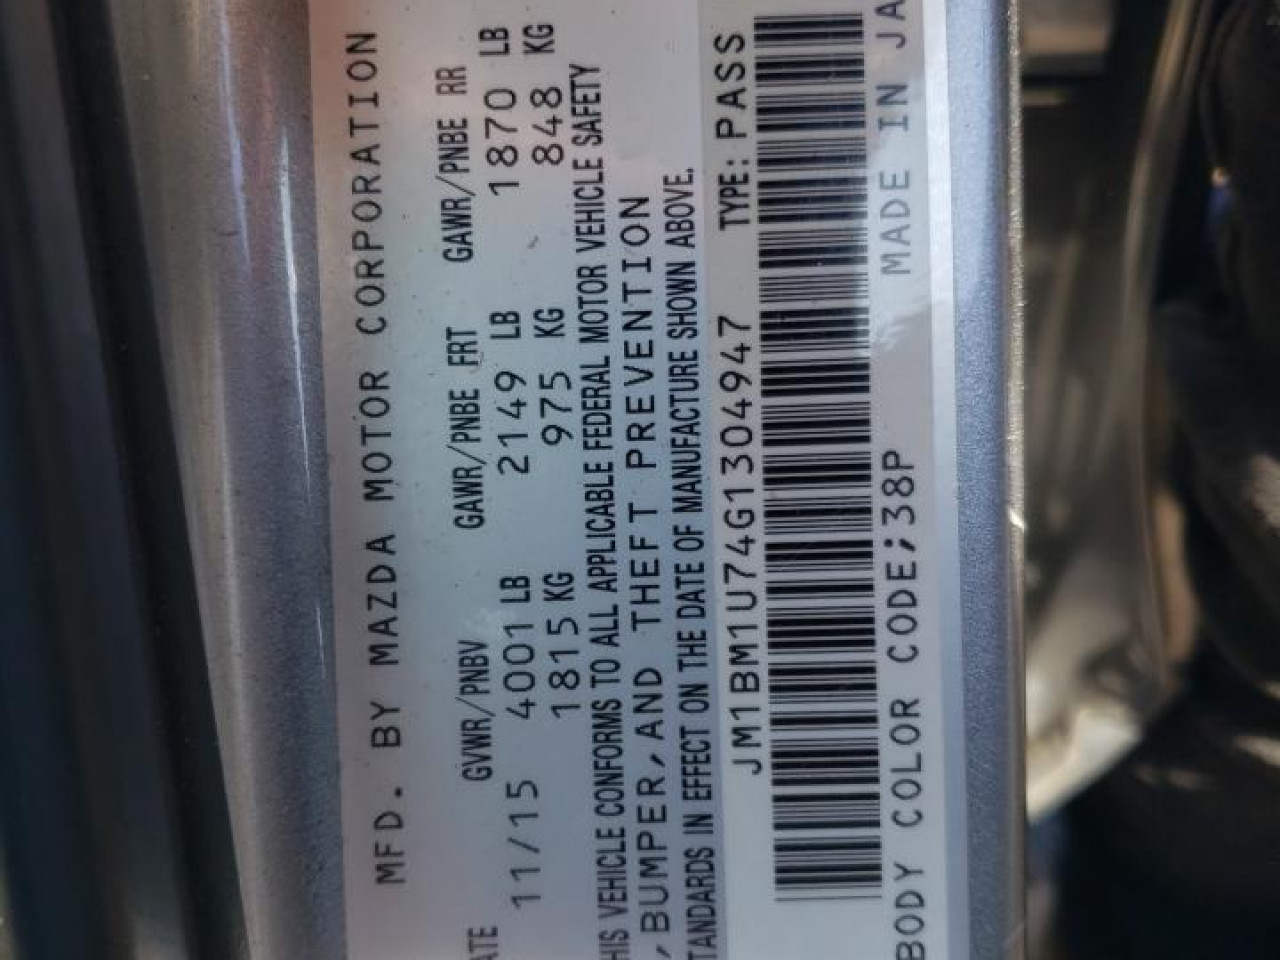 MFD. BY MAZDA MOTOR CORPORATION
ATE GVWR/PNBV GAWR/PNBE FRT GAWR/PNBE RR
11/15 4001 LB 2149 LB 1870 LB
1815 KG 975 KG 848 KG
HIS VEHICLE CONFORMS TO ALL APPLICABLE FEDERAL MOTOR VEHICLE SAFETY
, BUMPER, AND THEFT PREVENTION
TANDARDS IN EFFECT ON THE DATE OF MANUFACTURE SHOWN ABOVE.
JM1BM1U74G1304947 TYPE: PASS
BODY COLOR CODE;38P MADE IN JA